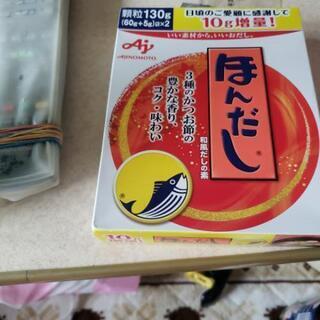 顆粒130g
(60g+5g)袋×2
日頃のご愛顧に感謝して
10g増量!
いい素材から、いいおだし。
AJINOMOTO
ほんだし
和風だしの素
3種のかつお節の
豊かな香り、
コク・味わい